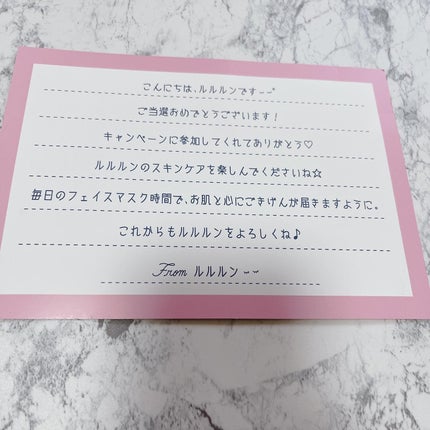 こんにちは、ルルルンです︶︶*
ご当選おめでとうございます！
キャンペーンに参加してくれてありがとう♡
ルルルンのスキンケアを楽しんでくださいね☆
毎日のフェイスマスク時間で、お肌と心にごきげんが届きますように。
これからもルルルンをよろしくね♪
From ルルルン ︶︶